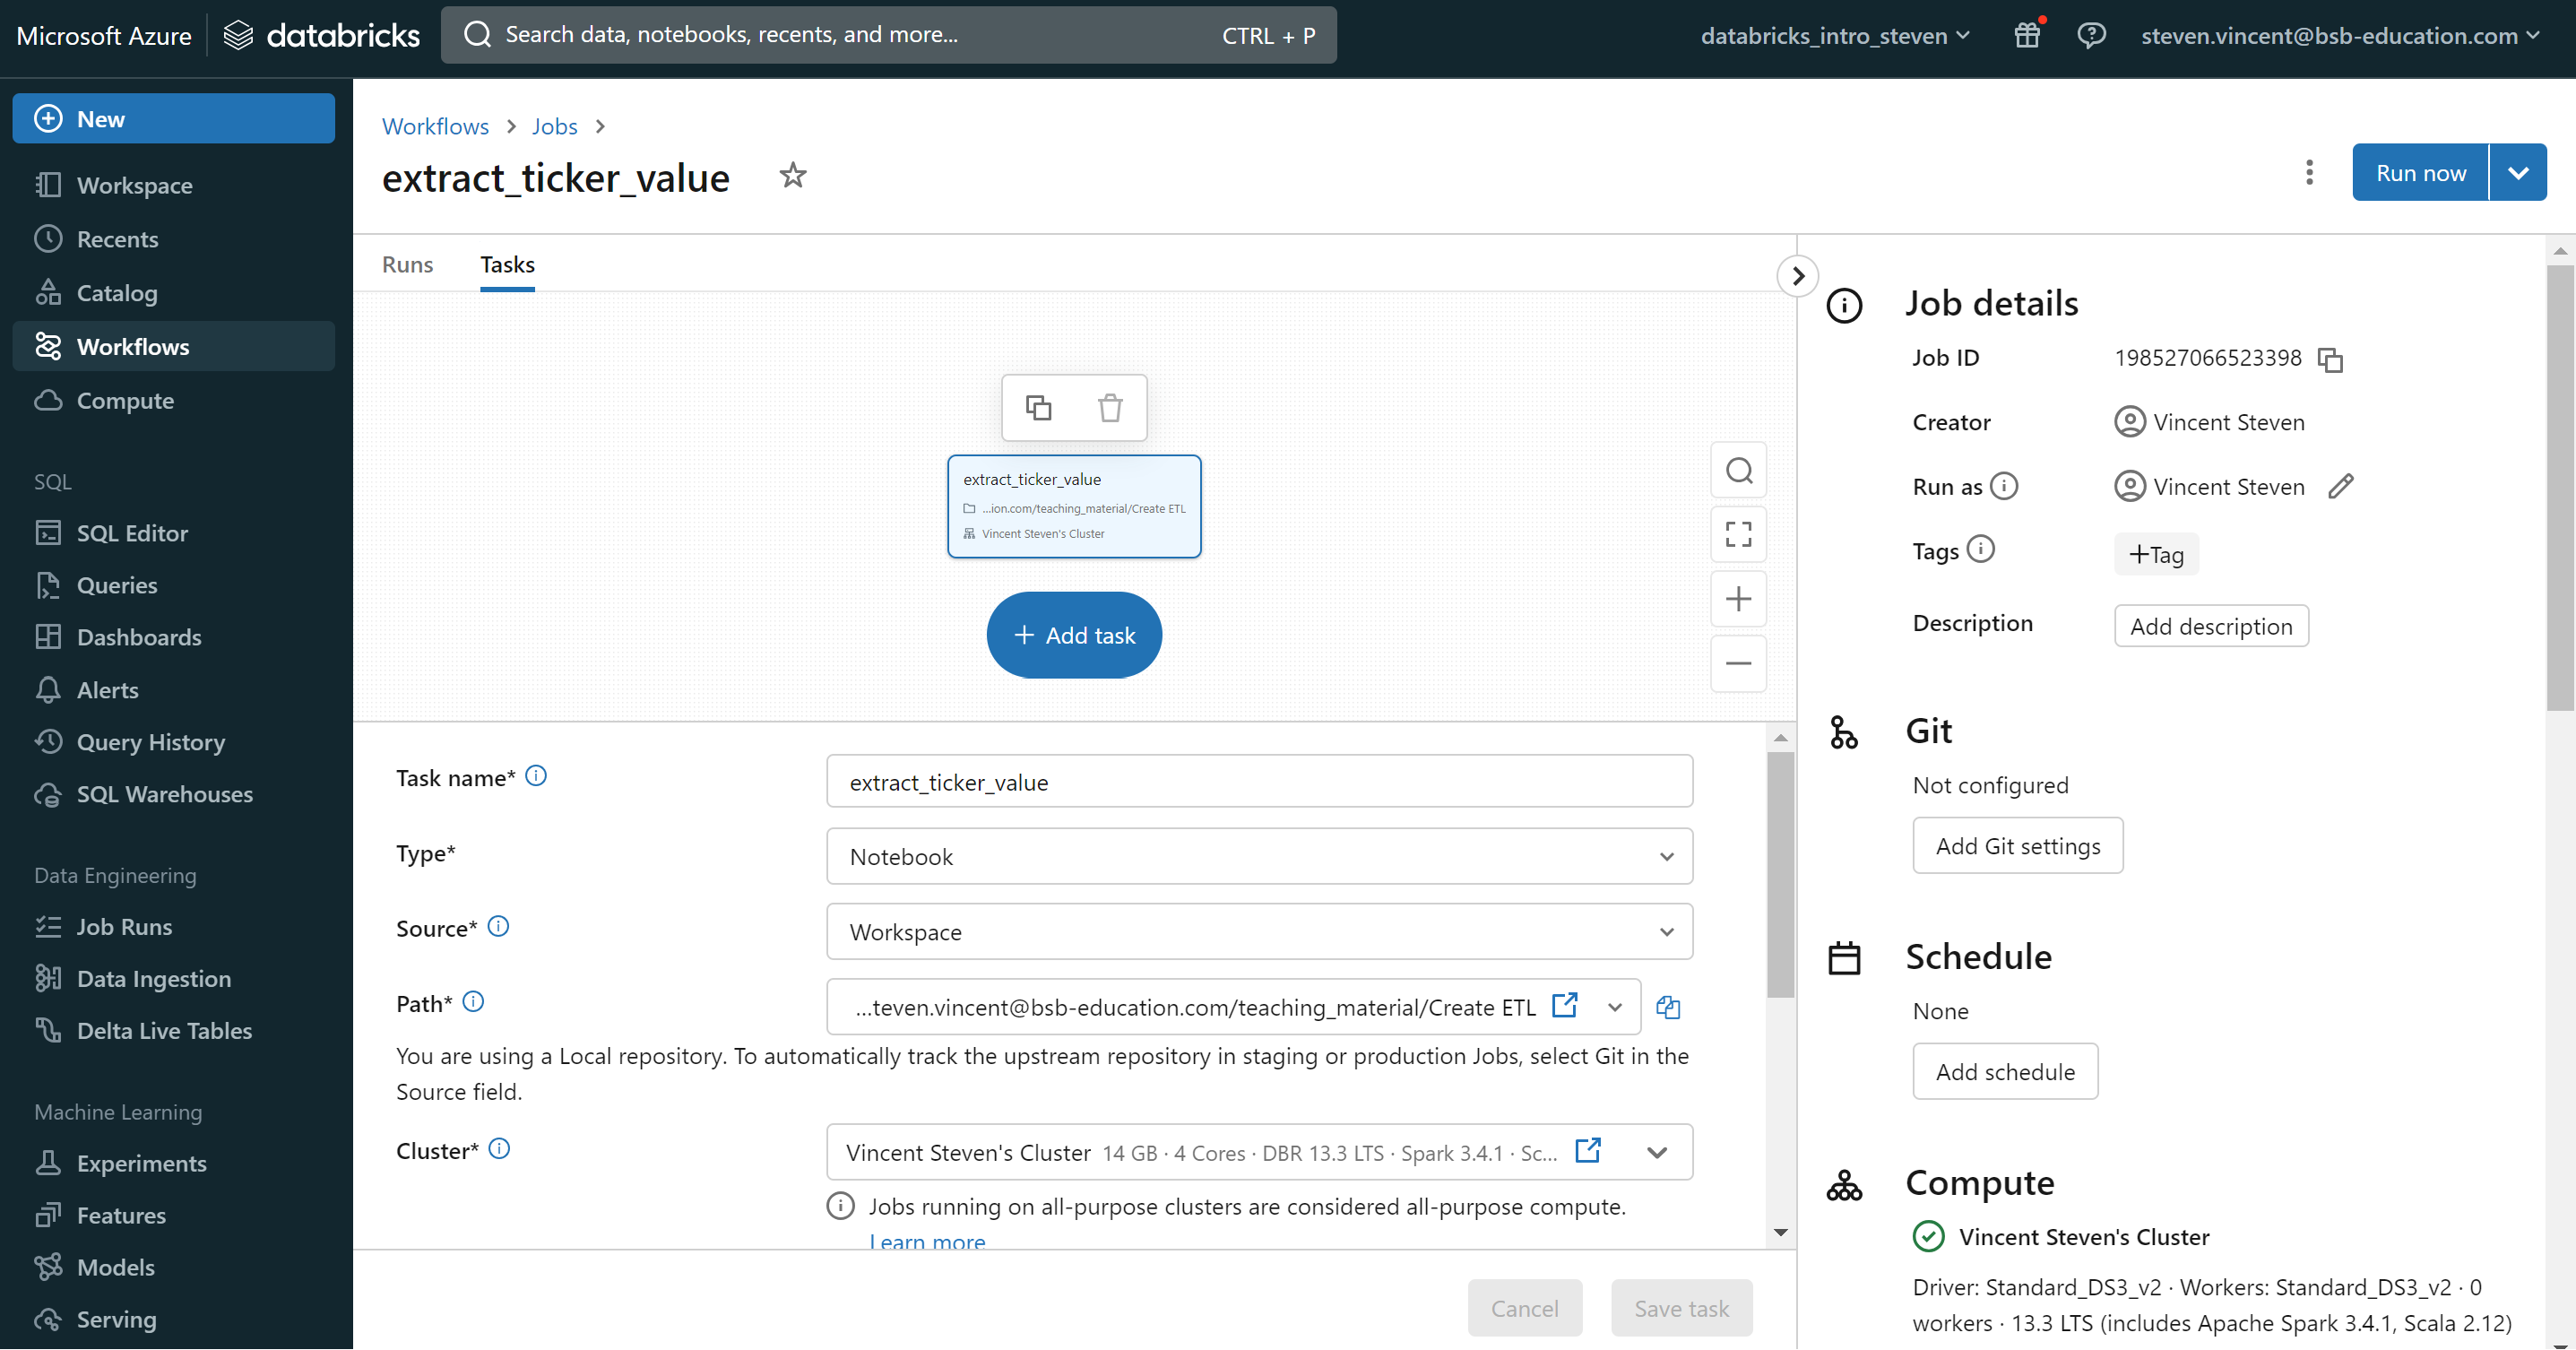 Microsoft Azure databricks Search data, notebooks, recents, and more... CTRL + P databricks_intro_steven steven.vincent@bsb-education.com
New
Workspace
Recents
Catalog
Workflows
Compute
SQL
SQL Editor
Queries
Dashboards
Alerts
Query History
SQL Warehouses
Data Engineering
Job Runs
Data Ingestion
Delta Live Tables
Machine Learning
Experiments
Features
Models
Serving
Workflows > Jobs >
extract_ticker_value
Run now
Runs Tasks
extract_ticker_value
...ion.com/teaching_material/Create ETL
Vincent Steven's Cluster
+ Add task
Task name* extract_ticker_value
Type* Notebook
Source* Workspace
Path* ...teven.vincent@bsb-education.com/teaching_material/Create ETL
You are using a Local repository. To automatically track the upstream repository in staging or production Jobs, select Git in the
Source field.
Cluster* Vincent Steven's Cluster 14 GB · 4 Cores · DBR 13.3 LTS · Spark 3.4.1 · Sc...
Jobs running on all-purpose clusters are considered all-purpose compute.
Learn more
Cancel Save task
Job details
Job ID 198527066523398
Creator Vincent Steven
Run as Vincent Steven
Tags +Tag
Description Add description
Git
Not configured
Add Git settings
Schedule
None
Add schedule
Compute
Vincent Steven's Cluster
Driver: Standard_DS3_v2 · Workers: Standard_DS3_v2 · 0
workers · 13.3 LTS (includes Apache Spark 3.4.1, Scala 2.12)